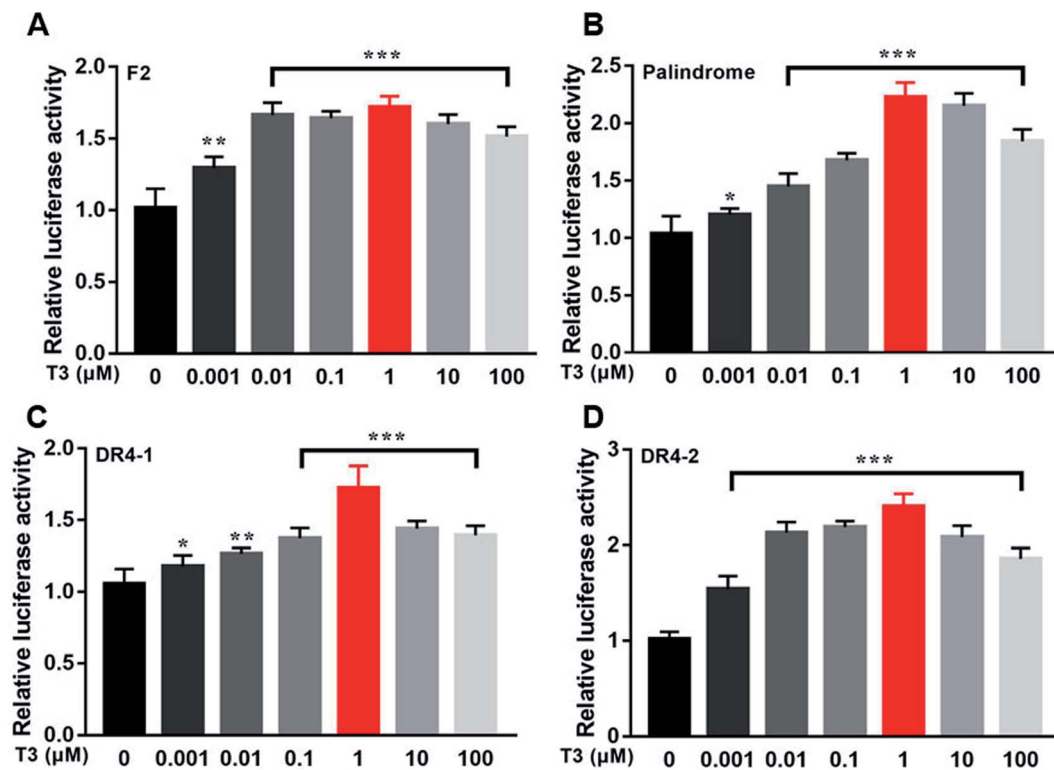 A
F2
***
**
Relative luciferase activity
2.0
1.5
1.0
0.5
0.0
T3 (µM) 0 0.001 0.01 0.1 1 10 100
B
Palindrome
***
*
Relative luciferase activity
2.5
2.0
1.5
1.0
0.5
0.0
T3 (µM) 0 0.001 0.01 0.1 1 10 100
C
DR4-1
***
* **
Relative luciferase activity
2.0
1.5
1.0
0.5
0.0
T3 (µM) 0 0.001 0.01 0.1 1 10 100
D
DR4-2
***
Relative luciferase activity
3
2
1
0
T3 (µM) 0 0.001 0.01 0.1 1 10 100